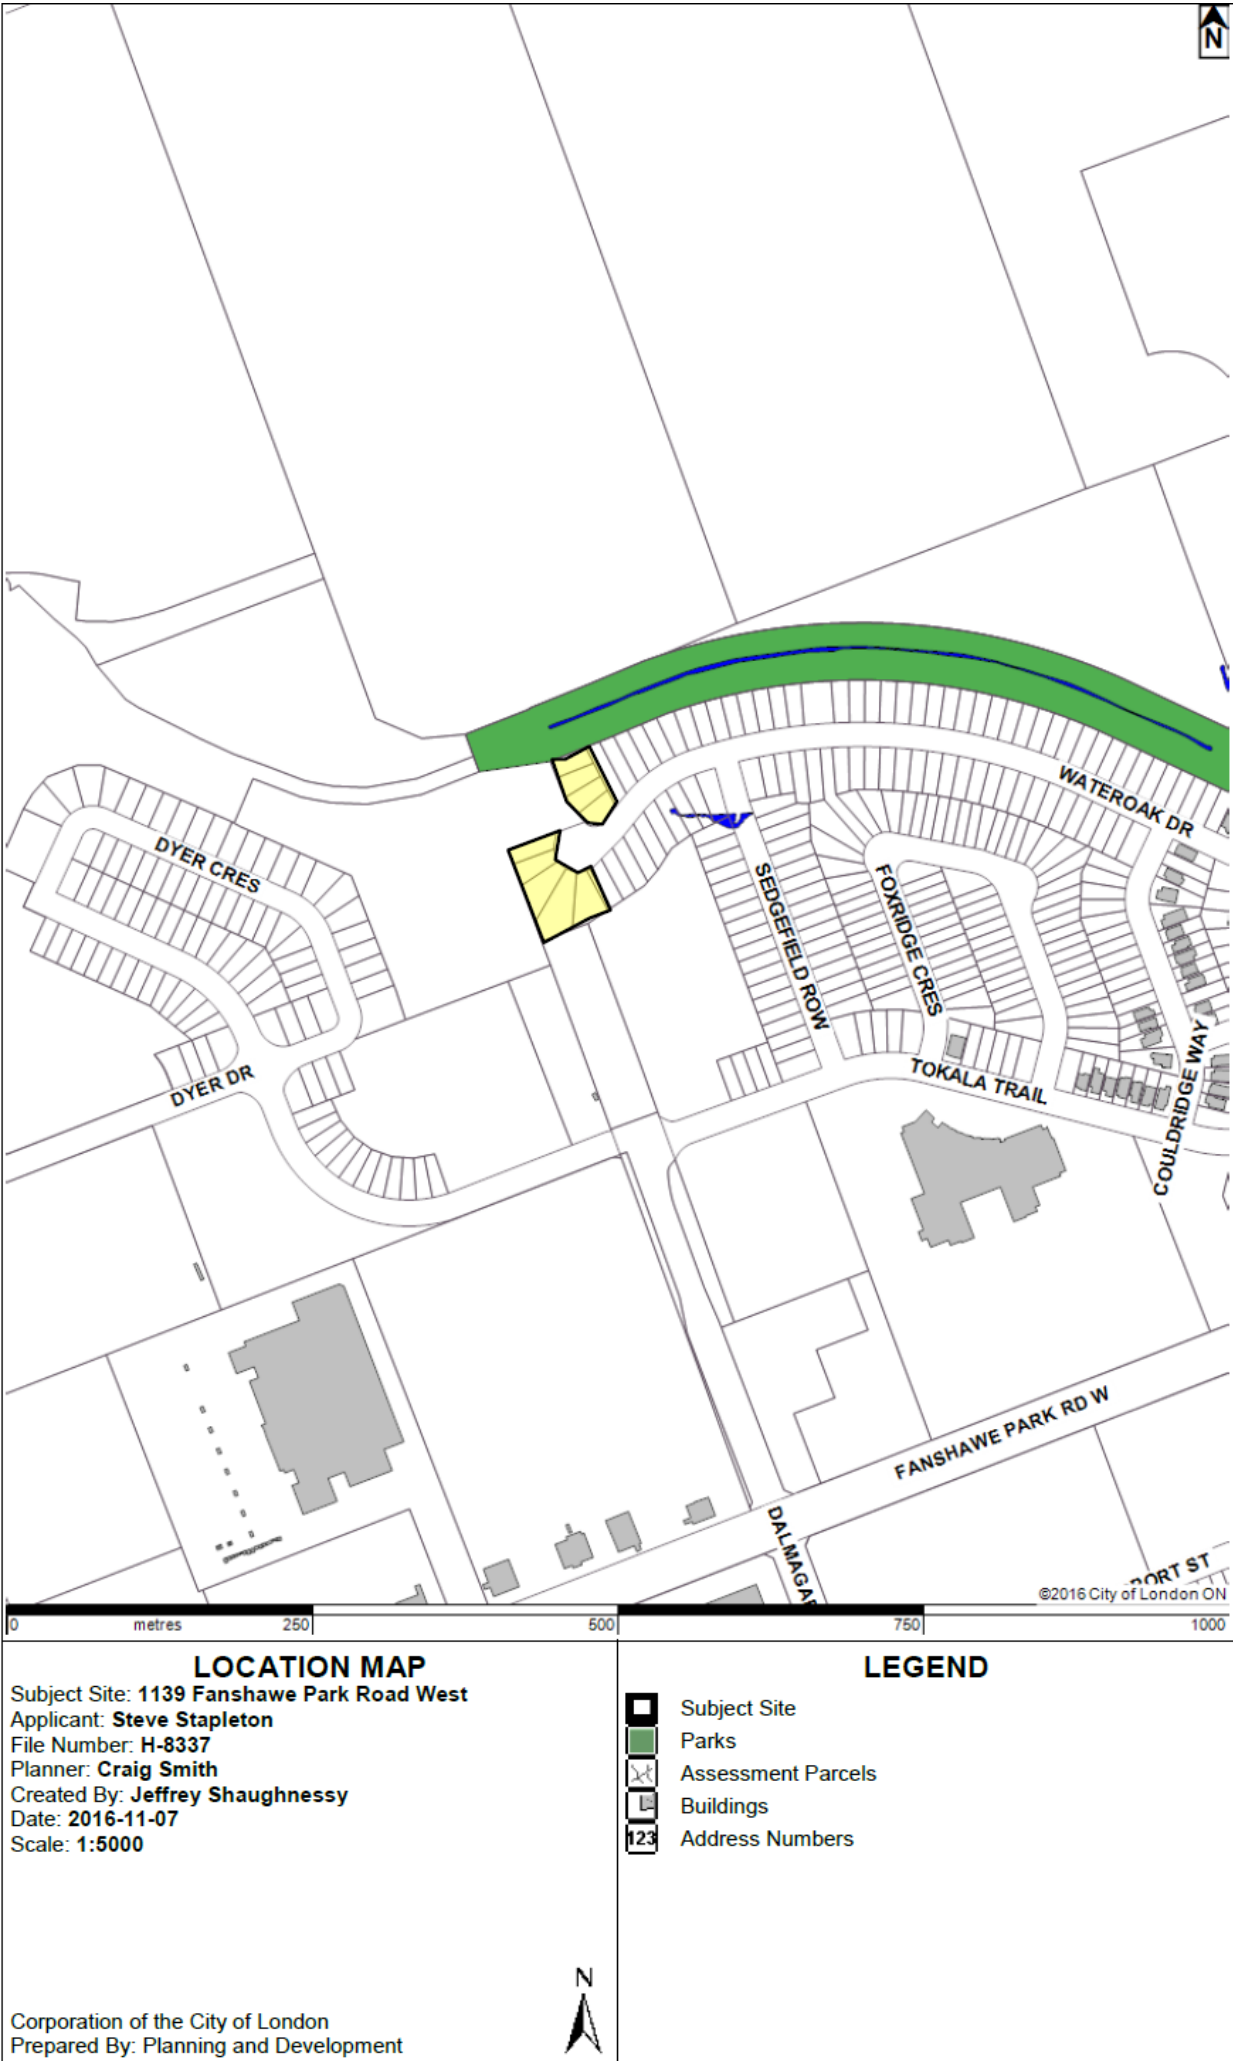 N
WATEROAK DR
DYER CRES
SEDGEFIELD ROW
FOXRIDGE CRES
DYER DR
TOKALA TRAIL
COULDRIDGE WAY
FANSHAWE PARK RD W
©2016 City of London ON
0 metres 250 500 750 1000
LOCATION MAP
Subject Site: 1139 Fanshawe Park Road West
Applicant: Steve Stapleton
File Number: H-8337
Planner: Craig Smith
Created By: Jeffrey Shaughnessy
Date: 2016-11-07
Scale: 1:5000
Corporation of the City of London
Prepared By: Planning and Development
N
LEGEND
Subject Site
Parks
Assessment Parcels
Buildings
123 Address Numbers